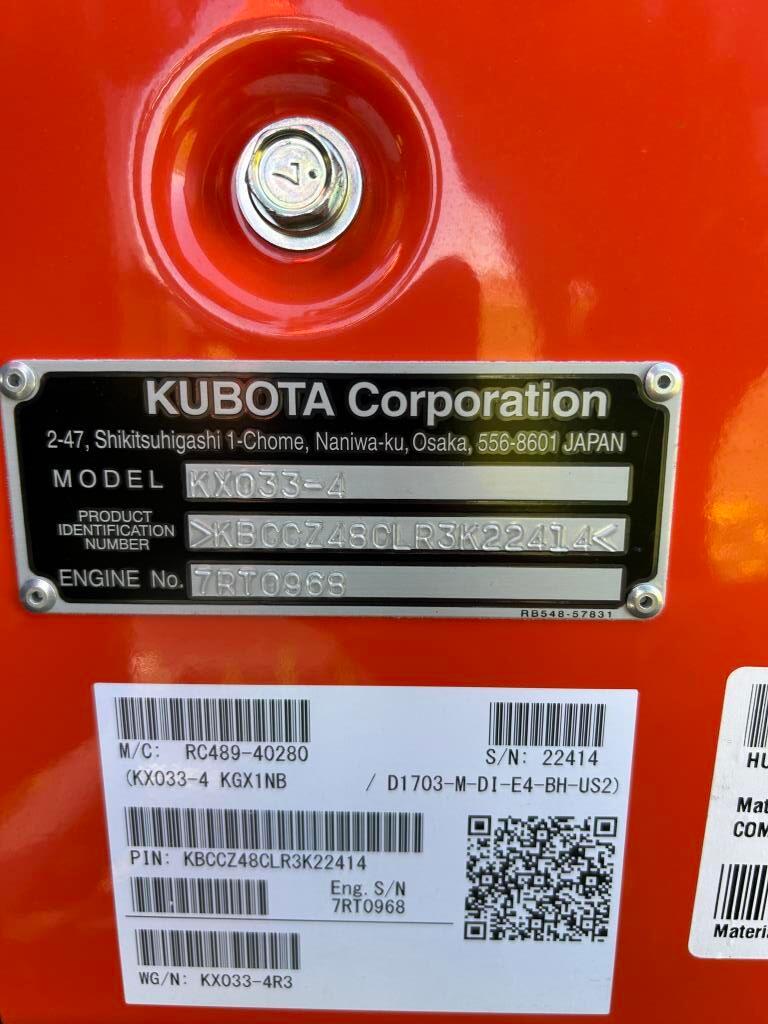 7
KUBOTA Corporation
2-47, Shikitsuhigashi 1-Chome, Naniwa-ku, Osaka, 556-8601 JAPAN
MODEL KX033-4
PRODUCT IDENTIFICATION NUMBER >KBCCZ48CLR3K22414<
ENGINE No. 7RT0968
RB548-57831
M/C: RC489-40280 S/N: 22414
(KX033-4 KGX1NB / D1703-M-DI-E4-BH-US2)
PIN: KBCCZ48CLR3K22414
Eng. S/N
7RT0968
WG/N: KX033-4R3
HU
Mat
COM
Materia